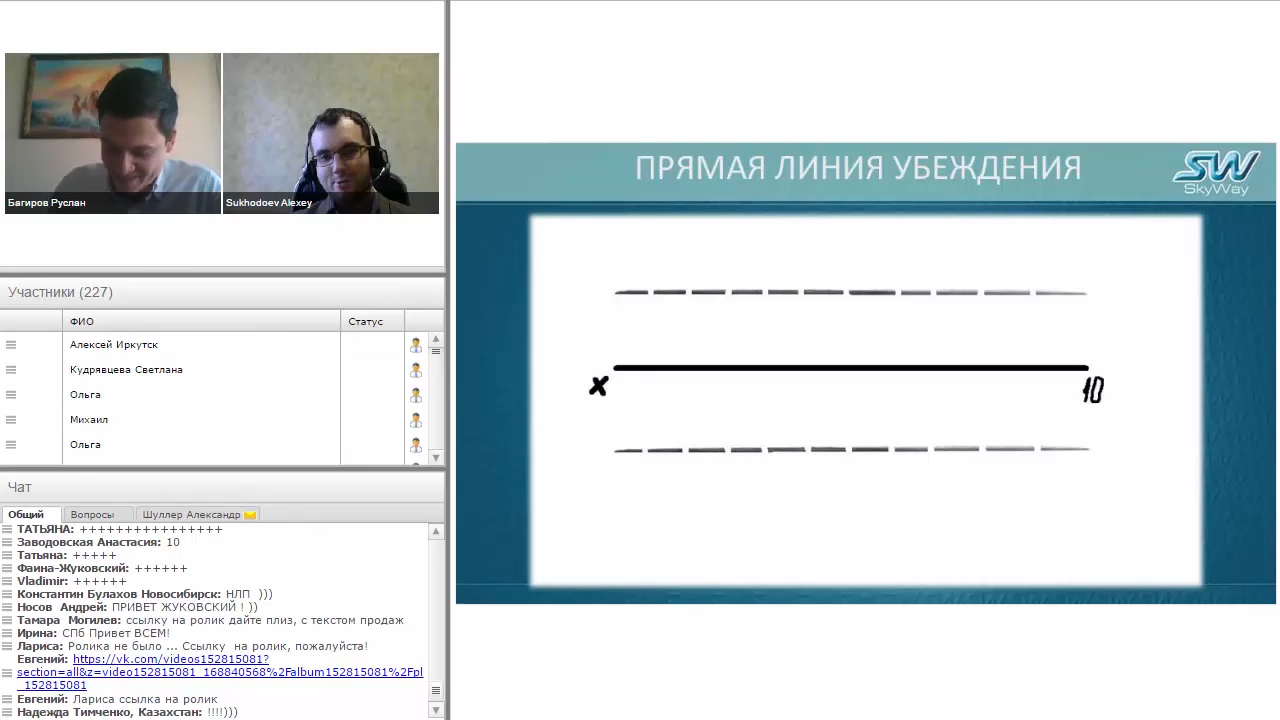 Багиров Руслан
Sukhodoev Alexey
Участники (227)
ФИО
Статус
Алексей Иркутск
Кудрявцева Светлана
Ольга
Михаил
Ольга
Чат
Общий
Вопросы
Шуллер Александр
ТАТЬЯНА: ++++++++++++++++
Заводовская Анастасия: 10
Татьяна: +++++
Фаина-Жуковский: ++++++
Vladimir: ++++++
Константин Булахов Новосибирск: НЛП )))
Носов Андрей: ПРИВЕТ ЖУКОВСКИЙ ! ))
Тамара Могилев: ссылку на ролик дайте плиз, с текстом продаж
Ирина: СПб Привет ВСЕМ!
Лариса: Ролика не было ... Ссылку на ролик, пожалуйста!
Евгений: https://vk.com/videos152815081?
section=all&z=video152815081_168840568%2Falbum152815081%2Fpl
_152815081
Евгений: Лариса ссылка на ролик
Надежда Тимченко, Казахстан: !!!!)))
ПРЯМАЯ ЛИНИЯ УБЕЖДЕНИЯ
SW
SkyWay
x
10